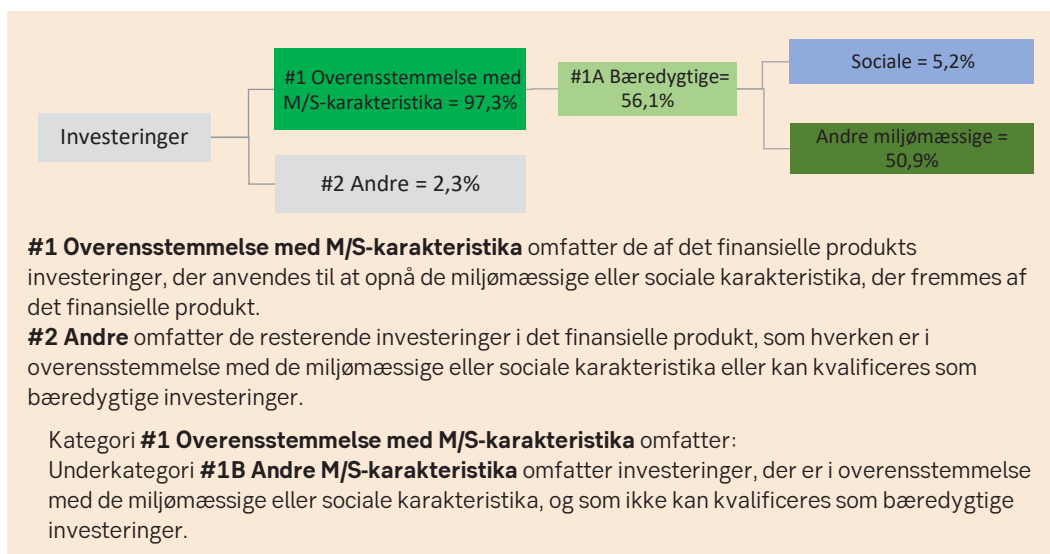 #1 Overensstemmelse med
M/S-karakteristika = 97,3%
#1A Bæredygtige=
56,1%
Sociale = 5,2%
Investeringer
Andre miljømæssige =
50,9%
#2 Andre = 2,3%
#1 Overensstemmelse med M/S-karakteristika omfatter de af det finansielle produkts
investeringer, der anvendes til at opnå de miljømæssige eller sociale karakteristika, der fremmes af
det finansielle produkt.
#2 Andre omfatter de resterende investeringer i det finansielle produkt, som hverken er i
overensstemmelse med de miljømæssige eller sociale karakteristika eller kan kvalificeres som
bæredygtige investeringer.
Kategori #1 Overensstemmelse med M/S-karakteristika omfatter:
Underkategori #1B Andre M/S-karakteristika omfatter investeringer, der er i overensstemmelse
med de miljømæssige eller sociale karakteristika, og som ikke kan kvalificeres som bæredygtige
investeringer.